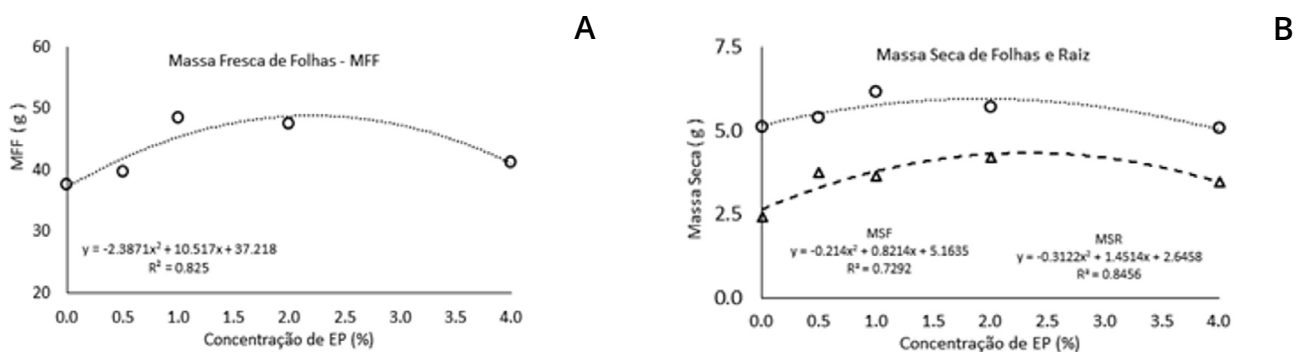 A
Massa Fresca de Folhas - MFF
60
50
40
30
20
MFF ( g )
y = -2.3871x² + 10.517x + 37.218
R² = 0.825
0.0 0.5 1.0 1.5 2.0 2.5 3.0 3.5 4.0
Concentração de EP (%)
B
Massa Seca de Folhas e Raiz
7.5
5.0
2.5
0.0
Massa Seca ( g )
MSF
y = -0.214x² + 0.8214x + 5.1635
R² = 0.7292
MSR
y = -0.3122x² + 1.4514x + 2.6458
R² = 0.8456
0.0 0.5 1.0 1.5 2.0 2.5 3.0 3.5 4.0
Concentração de EP (%)